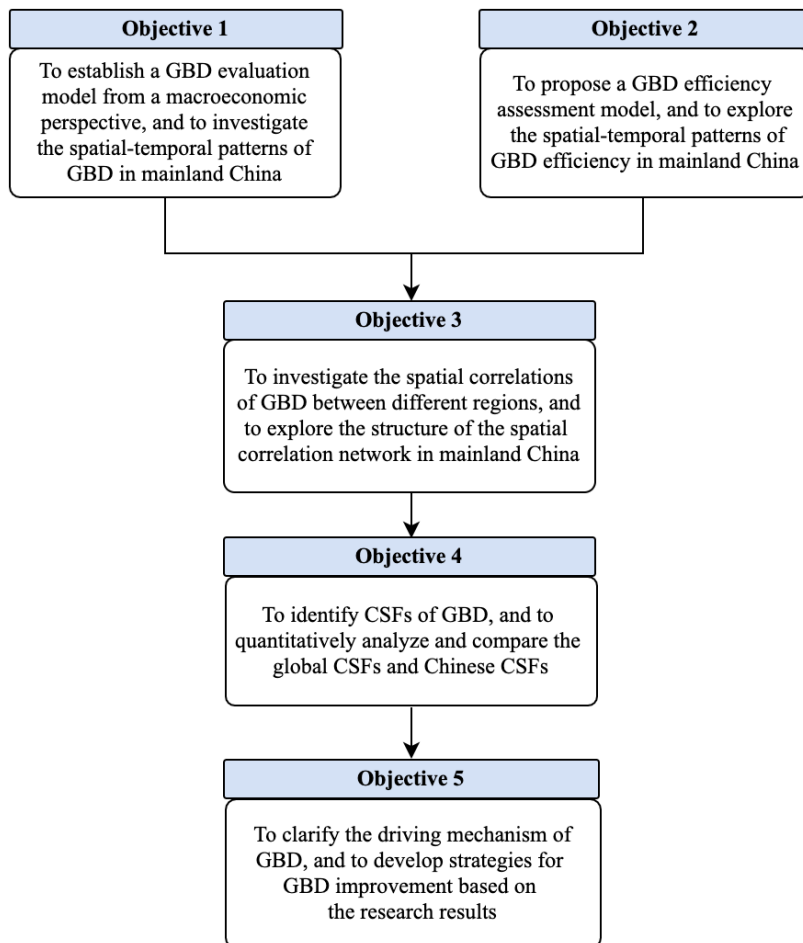 Objective 1
To establish a GBD evaluation
model from a macroeconomic
perspective, and to investigate
the spatial-temporal patterns of
GBD in mainland China
Objective 2
To propose a GBD efficiency
assessment model, and to explore
the spatial-temporal patterns of
GBD efficiency in mainland China
Objective 3
To investigate the spatial correlations
of GBD between different regions, and
to explore the structure of the spatial
correlation network in mainland China
Objective 4
To identify CSFs of GBD, and to
quantitatively analyze and compare the
global CSFs and Chinese CSFs
Objective 5
To clarify the driving mechanism of
GBD, and to develop strategies for
GBD improvement based on
the research results